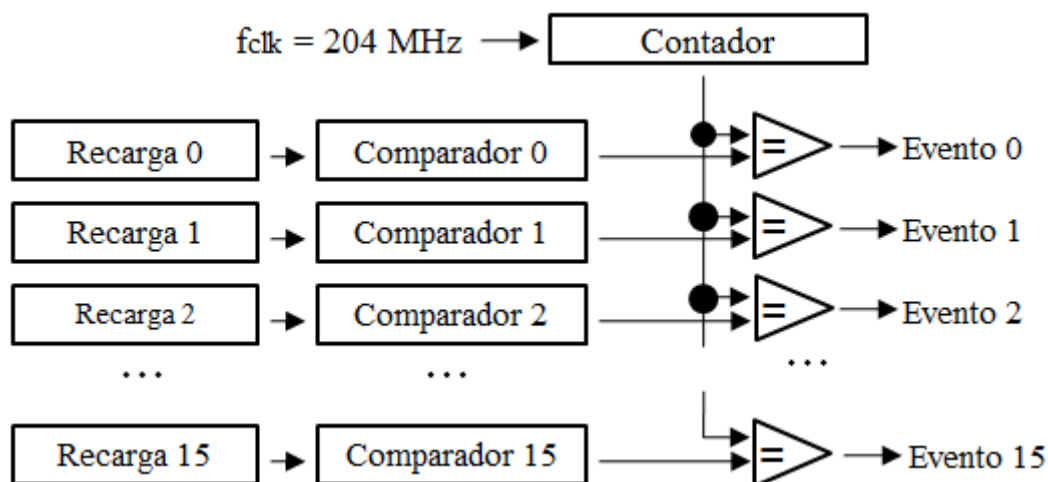 fclk = 204 MHz Contador
Recarga 0 Comparador 0 = Evento 0
Recarga 1 Comparador 1 = Evento 1
Recarga 2 Comparador 2 = Evento 2
... ... ...
Recarga 15 Comparador 15 = Evento 15